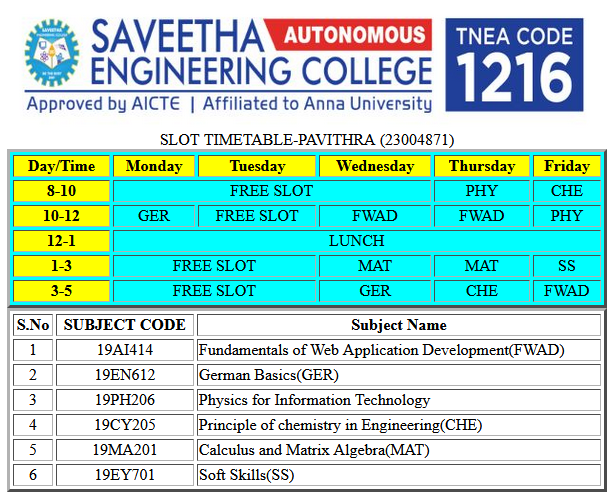 SAVEETHA AUTONOMOUS
ENGINEERING COLLEGE
Approved by AICTE | Affiliated to Anna University
TNEA CODE
1216
SLOT TIMETABLE-PAVITHRA (23004871)
Day/Time Monday Tuesday Wednesday Thursday Friday
8-10 FREE SLOT PHY CHE
10-12 GER FREE SLOT FWAD FWAD PHY
12-1 LUNCH
1-3 FREE SLOT MAT MAT SS
3-5 FREE SLOT GER CHE FWAD
S.No SUBJECT CODE Subject Name
1 19AI414 Fundamentals of Web Application Development(FWAD)
2 19EN612 German Basics(GER)
3 19PH206 Physics for Information Technology
4 19CY205 Principle of chemistry in Engineering(CHE)
5 19MA201 Calculus and Matrix Algebra(MAT)
6 19EY701 Soft Skills(SS)